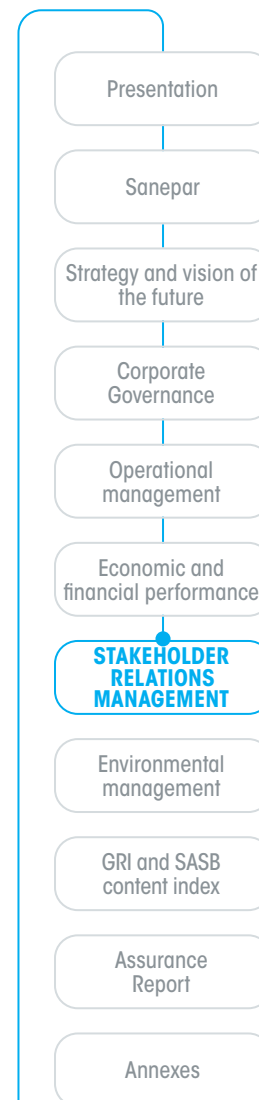 Presentation
Sanepar
Strategy and vision of
the future
Corporate
Governance
Operational
management
Economic and
financial performance
STAKEHOLDER
RELATIONS
MANAGEMENT
Environmental
management
GRI and SASB
content index
Assurance
Report
Annexes